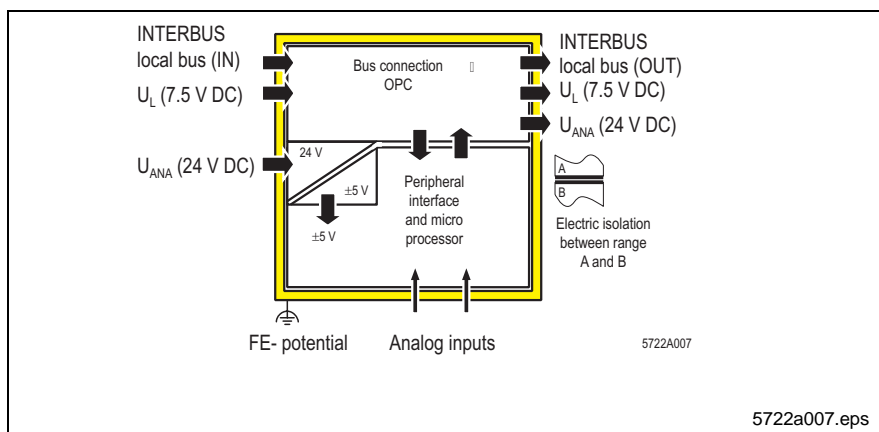 INTERBUS
local bus (IN)
U_L (7.5 V DC)
U_ANA (24 V DC)
Bus connection
OPC
24 V
±5 V
±5 V
Peripheral
interface
and micro
processor
INTERBUS
local bus (OUT)
U_L (7.5 V DC)
U_ANA (24 V DC)
A
B
Electric isolation
between range
A and B
FE- potential
Analog inputs
5722A007
5722a007.eps